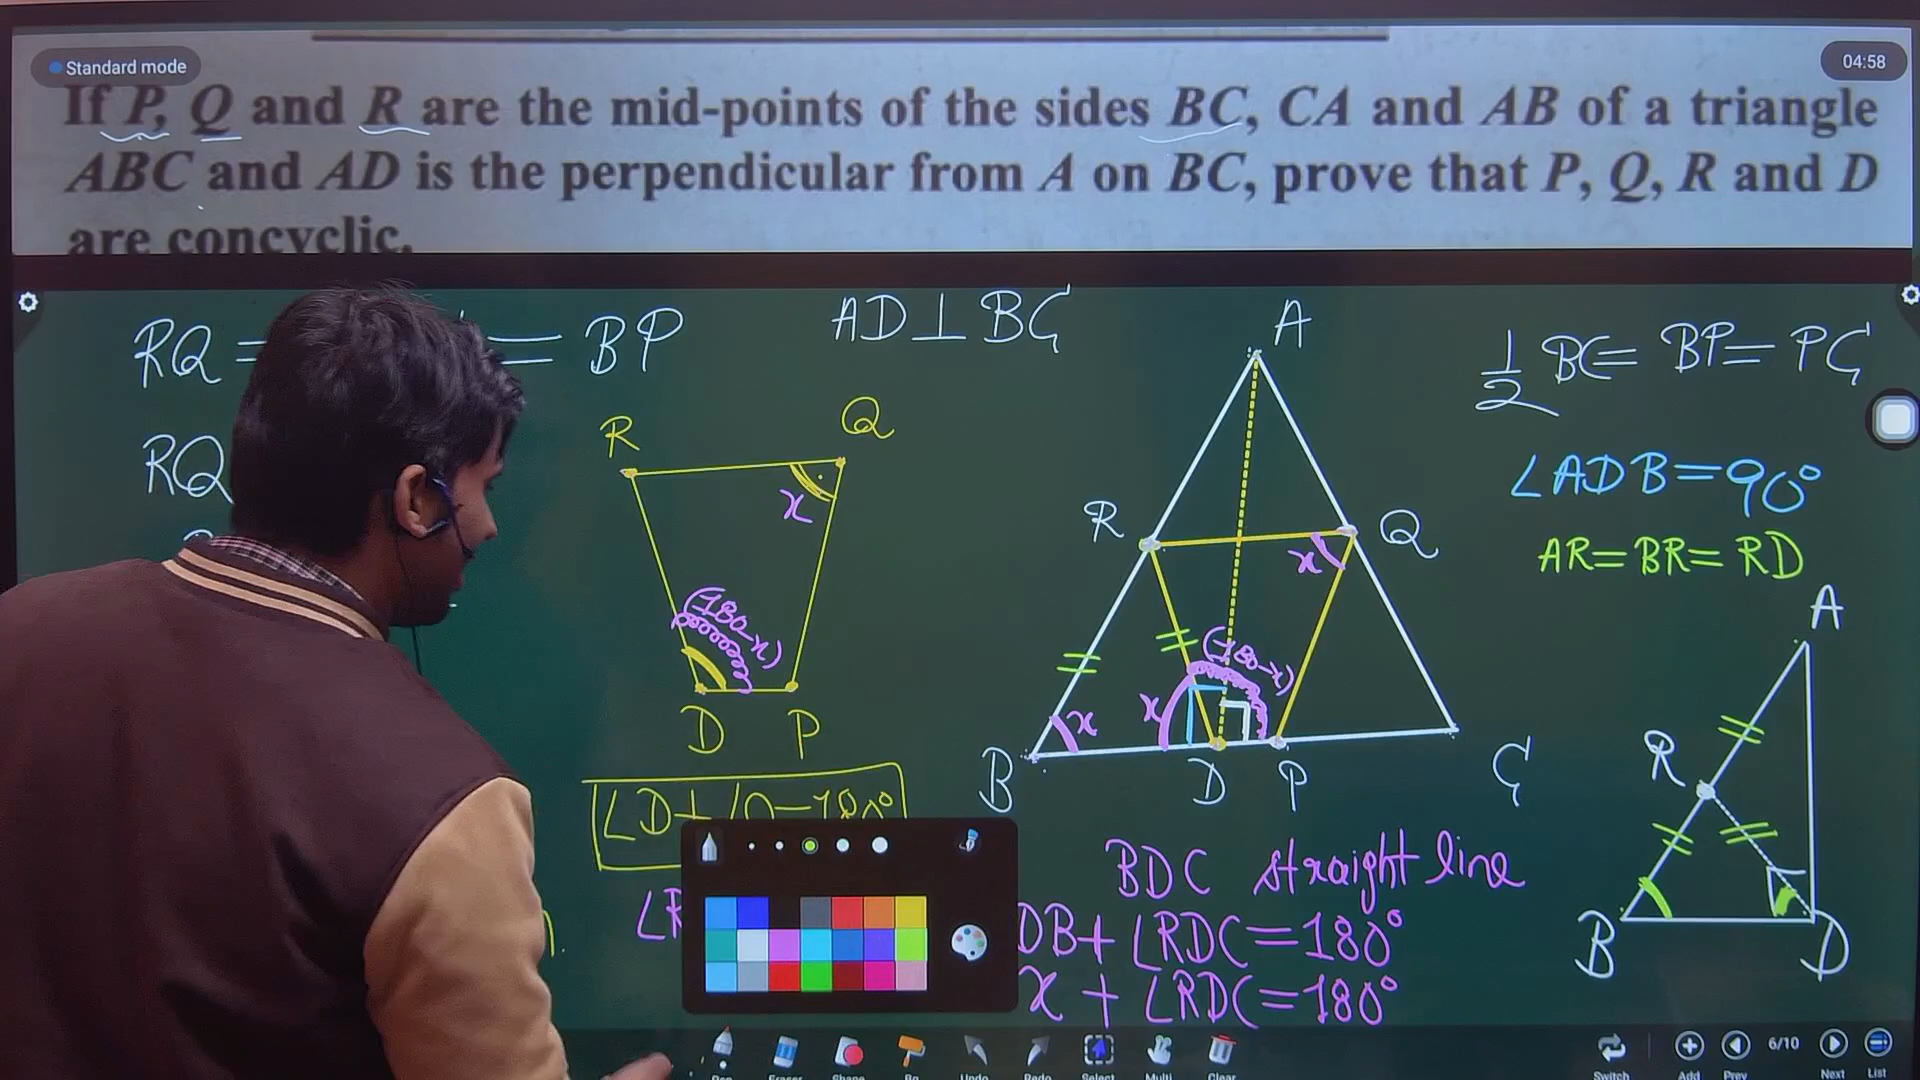 Standard mode
04:58
If P, Q and R are the mid-points of the sides BC, CA and AB of a triangle
ABC and AD is the perpendicular from A on BC, prove that P, Q, R and D
are concyclic.
RQ =
= BP
AD⊥BC
A
1/2 BC = BP = PC
R
Q
RQ
∠ADB=90°
x
R
Q
x
AR=BR=RD
A
(180-x)
(180-x)
x
x
R
D
P
B
D
P
C
∠D+
BDC straight line
∠R
DB+∠RDC=180°
B
D
x + ∠RDC=180°
Switch
Add
Prev
6/10
Next
List
Pen
Eraser
Shape
Bg
Undo
Redo
Select
Multi
Clear